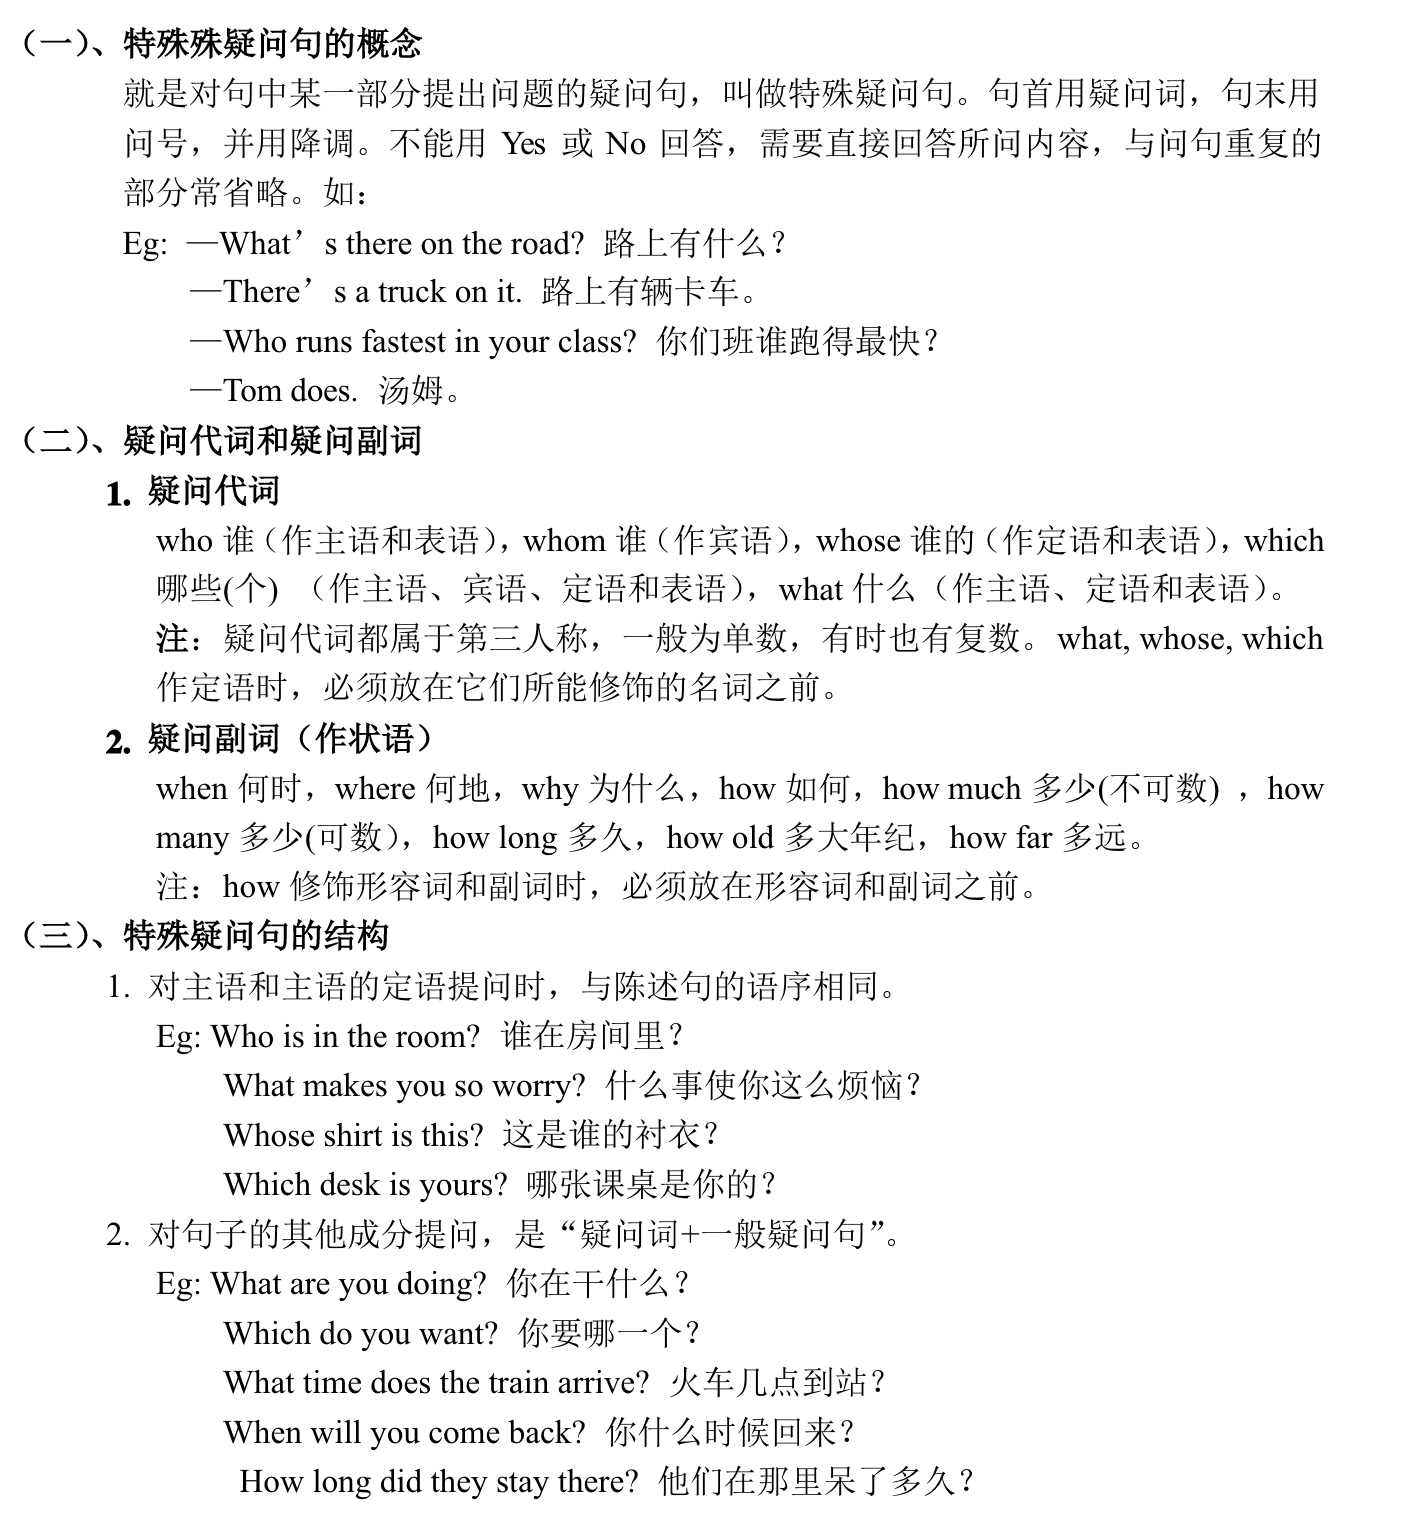 （一）、特殊殊疑问句的概念
就是对句中某一部分提出问题的疑问句，叫做特殊疑问句。句首用疑问词，句末用
问号，并用降调。不能用 Yes 或 No 回答，需要直接回答所问内容，与问句重复的
部分常省略。如：
Eg: —What’s there on the road? 路上有什么？
—There’s a truck on it. 路上有辆卡车。
—Who runs fastest in your class? 你们班谁跑得最快？
—Tom does. 汤姆。
（二）、疑问代词和疑问副词
1. 疑问代词
who 谁（作主语和表语），whom 谁（作宾语），whose 谁的（作定语和表语），which
哪些(个) （作主语、宾语、定语和表语），what 什么（作主语、定语和表语）。
注：疑问代词都属于第三人称，一般为单数，有时也有复数。what, whose, which
作定语时，必须放在它们所能修饰的名词之前。
2. 疑问副词（作状语）
when 何时，where 何地，why 为什么，how 如何，how much 多少(不可数) ，how
many 多少(可数），how long 多久，how old 多大年纪，how far 多远。
注：how 修饰形容词和副词时，必须放在形容词和副词之前。
（三）、特殊疑问句的结构
1. 对主语和主语的定语提问时，与陈述句的语序相同。
Eg: Who is in the room? 谁在房间里？
What makes you so worry? 什么事使你这么烦恼？
Whose shirt is this? 这是谁的衬衣？
Which desk is yours? 哪张课桌是你的？
2. 对句子的其他成分提问，是“疑问词+一般疑问句”。
Eg: What are you doing? 你在干什么？
Which do you want? 你要哪一个？
What time does the train arrive? 火车几点到站？
When will you come back? 你什么时候回来？
How long did they stay there? 他们在那里呆了多久？